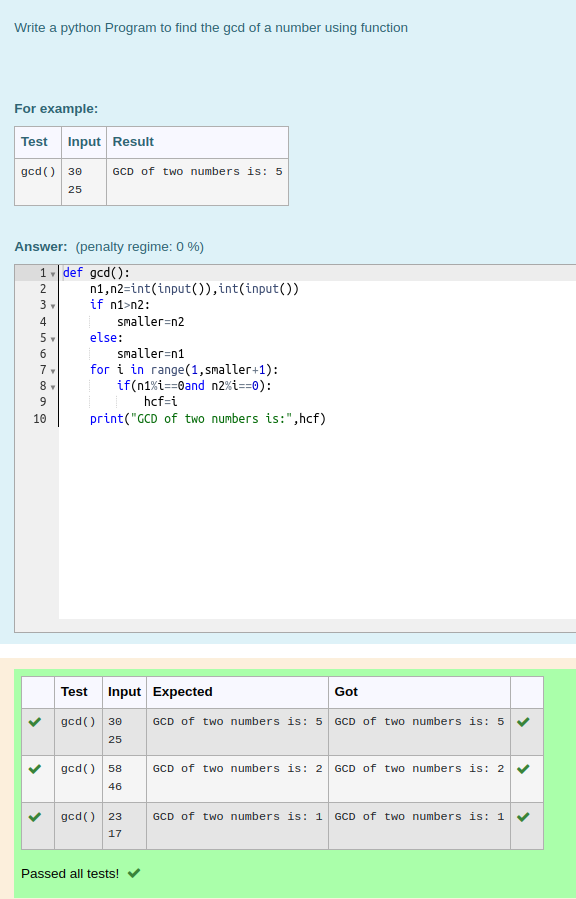 Write a python Program to find the gcd of a number using function
For example:
Test Input Result
gcd() 30 GCD of two numbers is: 5
25
Answer: (penalty regime: 0 %)
1 def gcd():
2     n1,n2=int(input()),int(input())
3     if n1>n2:
4         smaller=n2
5     else:
6         smaller=n1
7     for i in range(1,smaller+1):
8         if(n1%i==0and n2%i==0):
9             hcf=i
10     print("GCD of two numbers is:",hcf)
Test Input Expected Got
gcd() 30 GCD of two numbers is: 5 GCD of two numbers is: 5
25
gcd() 58 GCD of two numbers is: 2 GCD of two numbers is: 2
46
gcd() 23 GCD of two numbers is: 1 GCD of two numbers is: 1
17
Passed all tests!